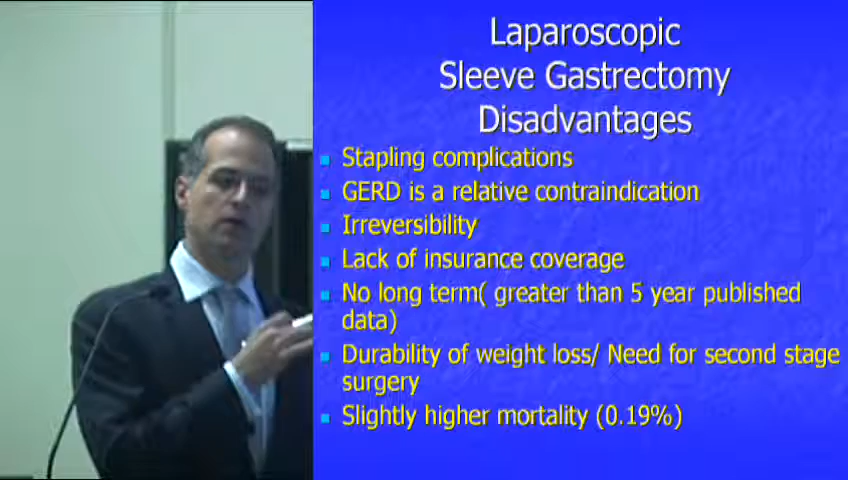 Laparoscopic
Sleeve Gastrectomy
Disadvantages
Stapling complications
GERD is a relative contraindication
Irreversibility
Lack of insurance coverage
No long term( greater than 5 year published
data)
Durability of weight loss/ Need for second stage
surgery
Slightly higher mortality (0.19%)